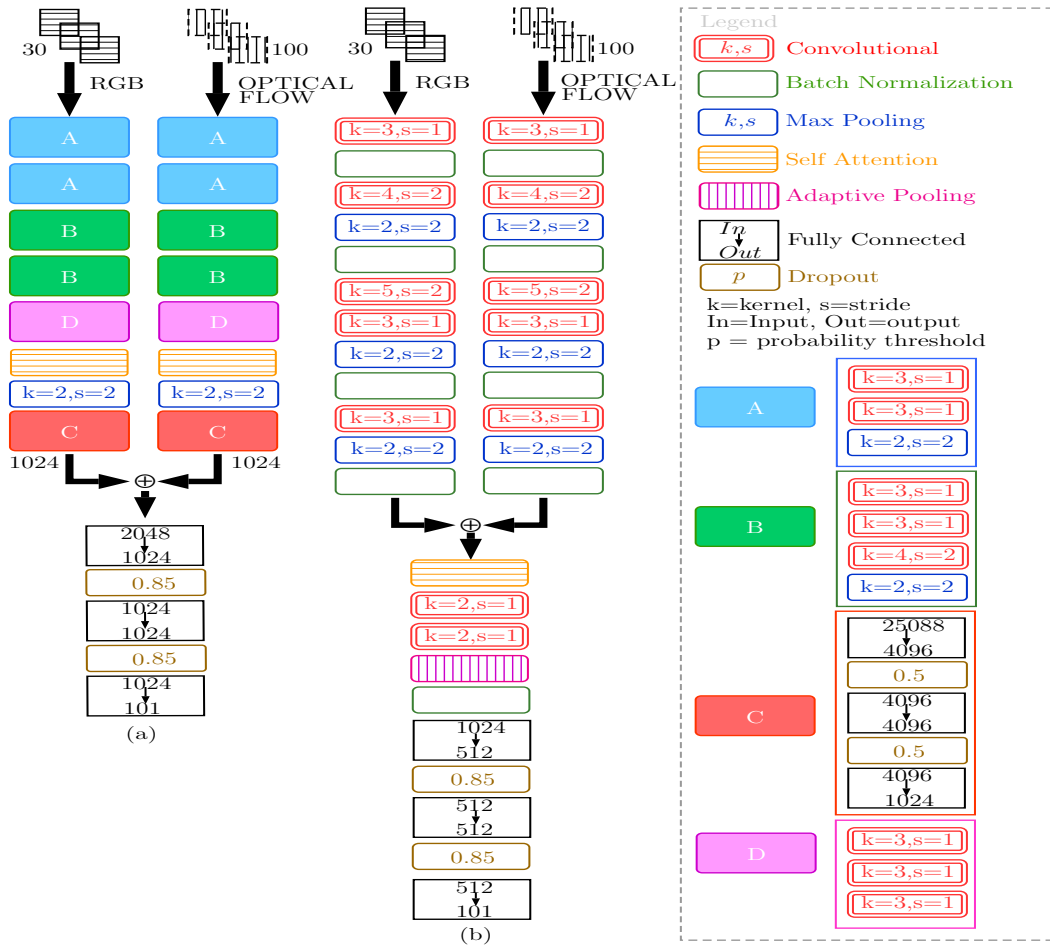 30
RGB
100
OPTICAL
FLOW
A
A
B
B
D
k=2,s=2
C
1024
A
A
B
B
D
k=2,s=2
C
1024
⊕
2048
1024
0.85
1024
1024
0.85
1024
101
(a)
30
RGB
100
OPTICAL
FLOW
k=3,s=1
k=4,s=2
k=2,s=2
k=5,s=2
k=3,s=1
k=2,s=2
k=3,s=1
k=2,s=2
k=3,s=1
k=4,s=2
k=2,s=2
k=5,s=2
k=3,s=1
k=2,s=2
k=3,s=1
k=2,s=2
⊕
k=2,s=1
k=2,s=1
1024
512
0.85
512
512
0.85
512
101
(b)
Legend
k,s Convolutional
Batch Normalization
k,s Max Pooling
Self Attention
Adaptive Pooling
In
Out
Fully Connected
p Dropout
k=kernel, s=stride
In=Input, Out=output
p = probability threshold
A
k=3,s=1
k=3,s=1
k=2,s=2
B
k=3,s=1
k=3,s=1
k=4,s=2
k=2,s=2
C
25088
4096
0.5
4096
4096
0.5
4096
1024
D
k=3,s=1
k=3,s=1
k=3,s=1